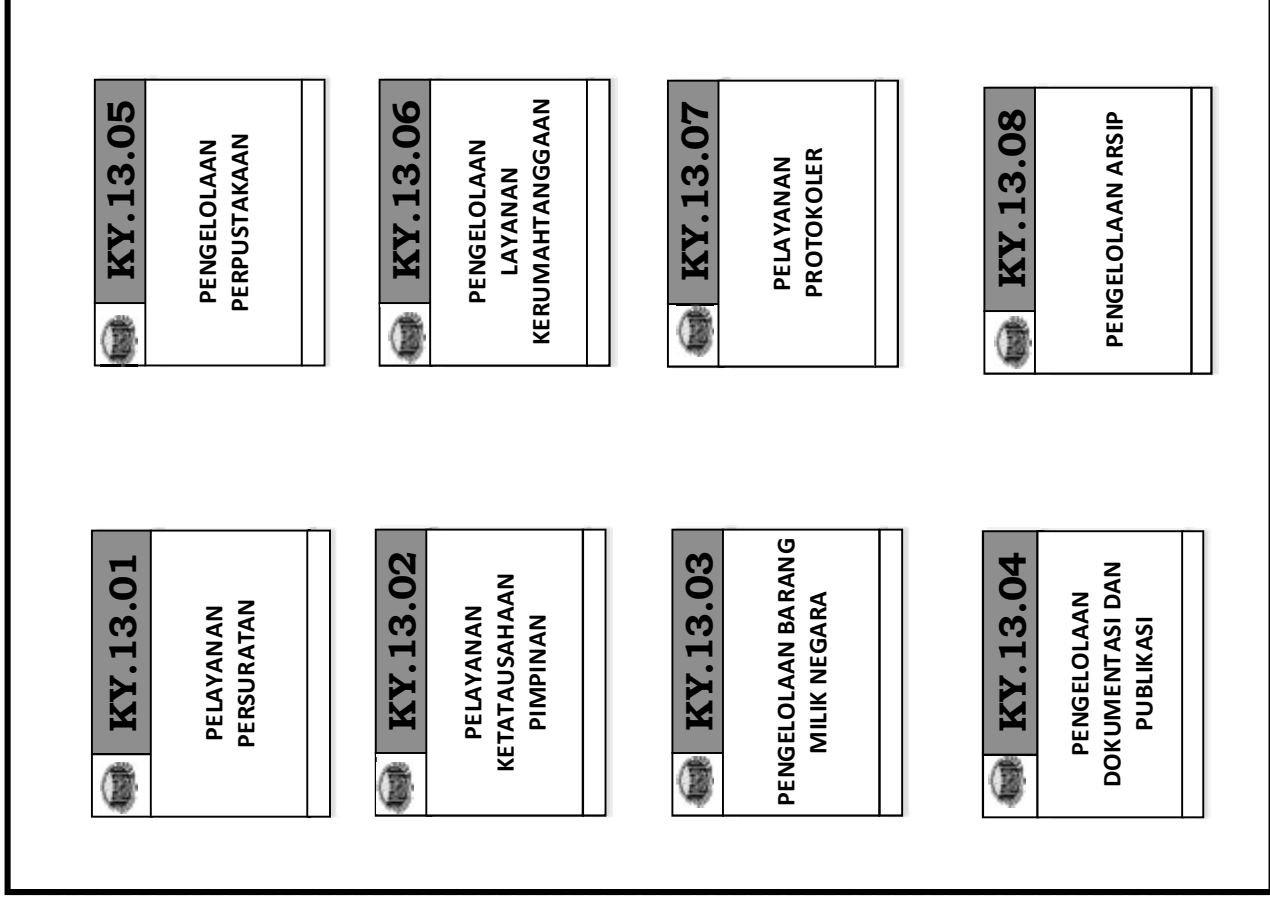 KY.13.01
PELAYANAN
PERSURATAN
KY.13.02
PELAYANAN
KETATAUSAHAAN
PIMPINAN
KY.13.03
PENGELOLAAN BARANG
MILIK NEGARA
KY.13.04
PENGELOLAAN
DOKUMENTASI DAN
PUBLIKASI
KY.13.05
PENGELOLAAN
PERPUSTAKAAN
KY.13.06
PENGELOLAAN
LAYANAN
KERUMAHTANGGAAN
KY.13.07
PELAYANAN
PROTOKOLER
KY.13.08
PENGELOLAAN ARSIP